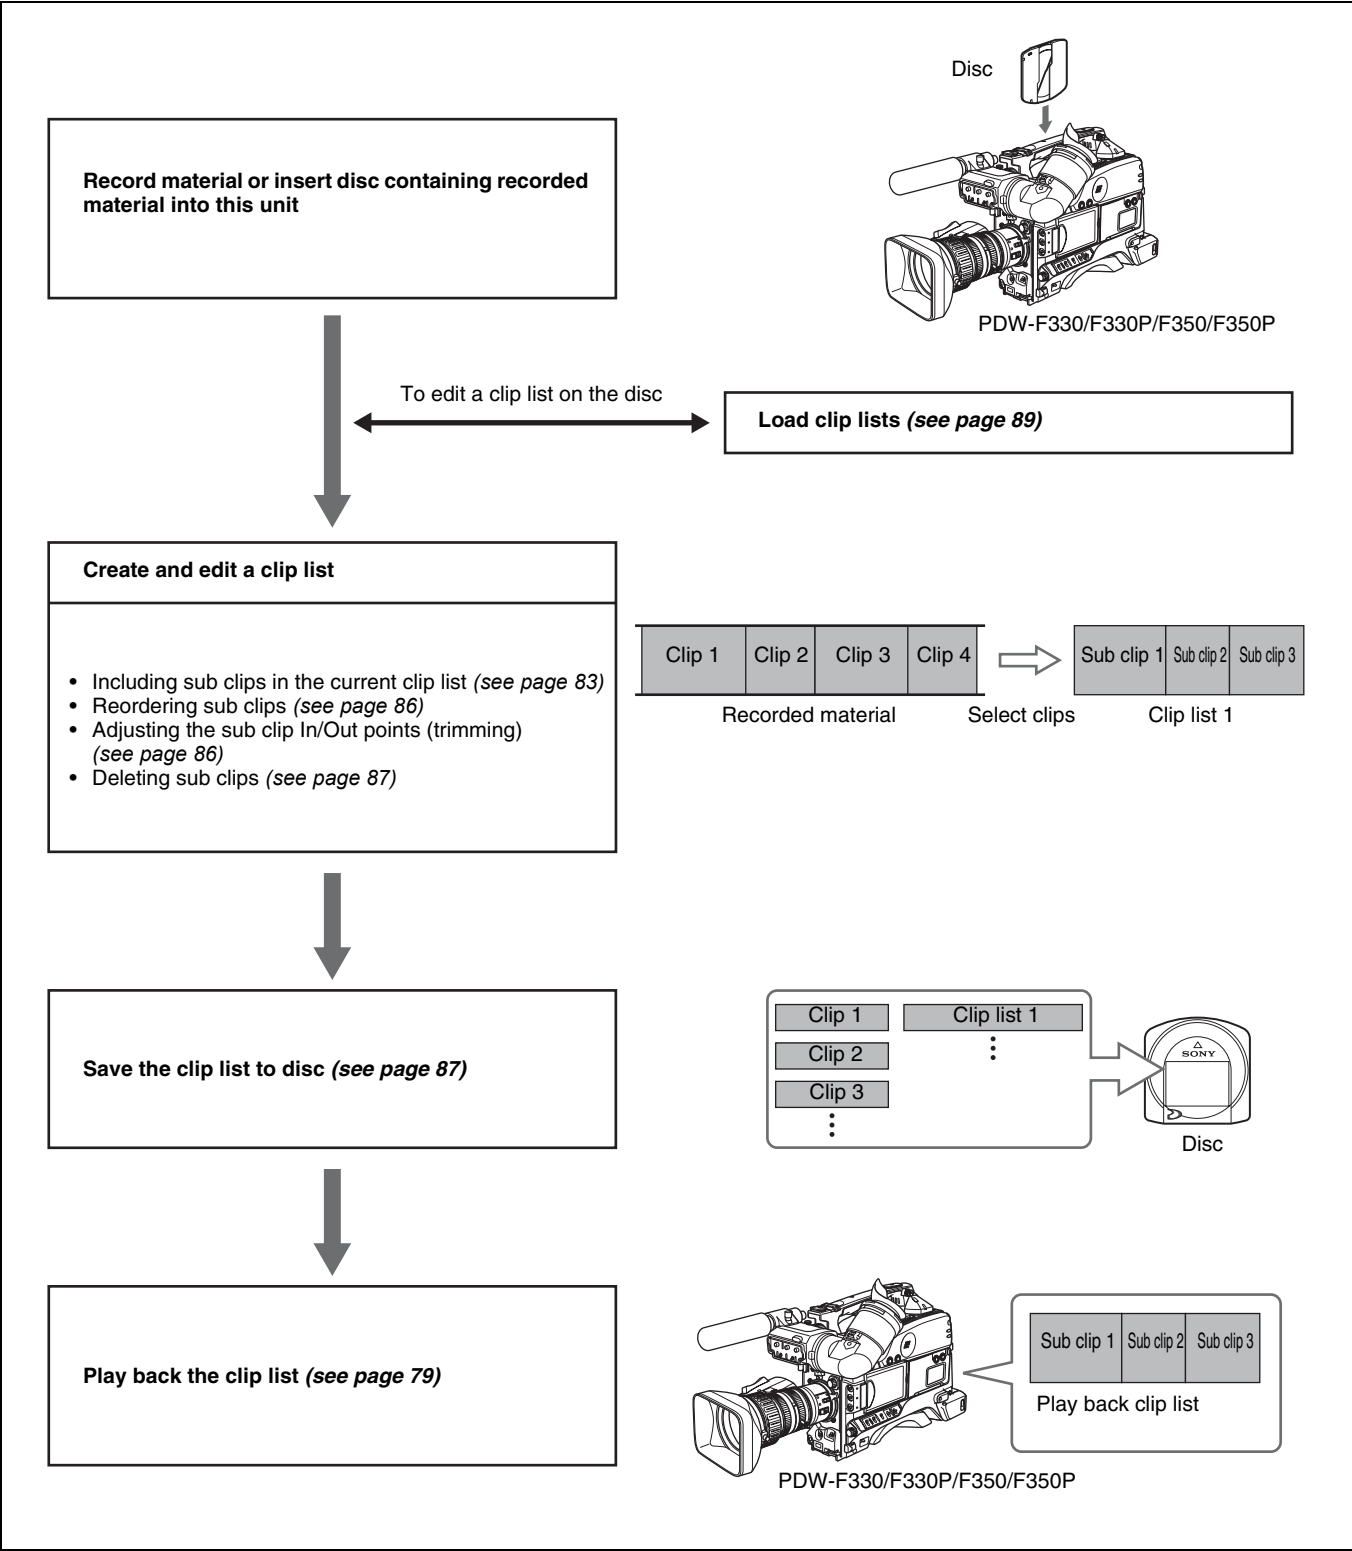 Disc
Record material or insert disc containing recorded
material into this unit
PDW-F330/F330P/F350/F350P
To edit a clip list on the disc
Load clip lists (see page 89)
Create and edit a clip list
• Including sub clips in the current clip list (see page 83)
• Reordering sub clips (see page 86)
• Adjusting the sub clip In/Out points (trimming)
(see page 86)
• Deleting sub clips (see page 87)
Clip 1 Clip 2 Clip 3 Clip 4
Sub clip 1 Sub clip 2 Sub clip 3
Recorded material
Select clips
Clip list 1
Save the clip list to disc (see page 87)
Clip 1
Clip 2
Clip 3
Clip list 1
SONY
Disc
Play back the clip list (see page 79)
Sub clip 1 Sub clip 2 Sub clip 3
Play back clip list
PDW-F330/F330P/F350/F350P